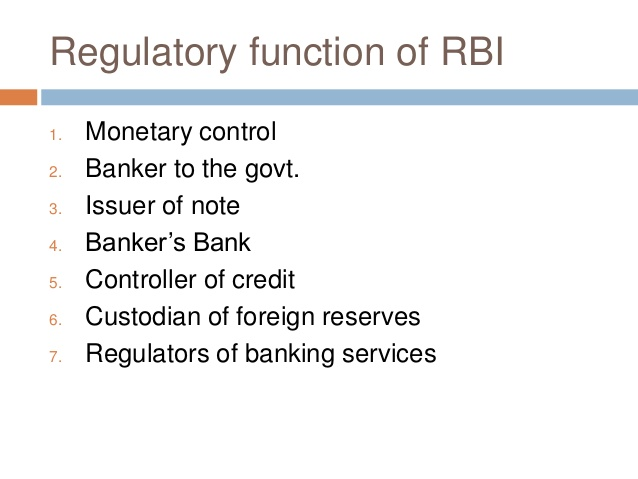 Regulatory function of RBI
1. Monetary control
2. Banker to the govt.
3. Issuer of note
4. Banker’s Bank
5. Controller of credit
6. Custodian of foreign reserves
7. Regulators of banking services